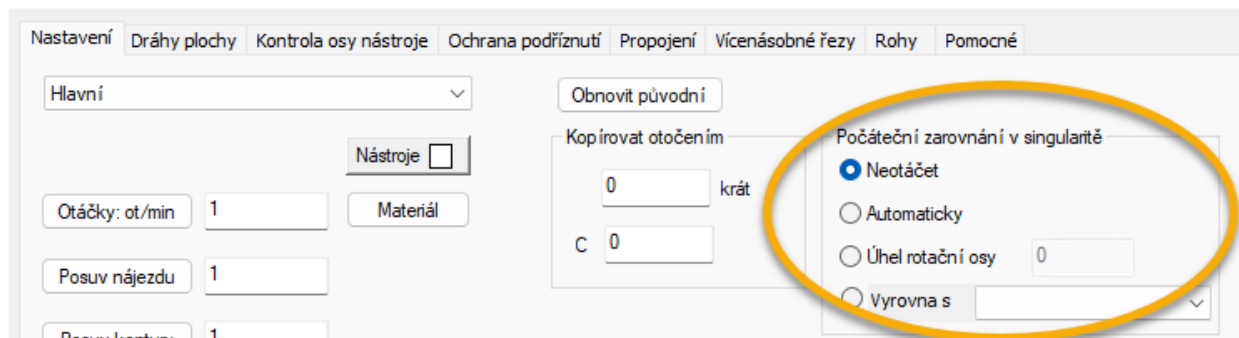 Nastavení Dráhy plochy Kontrola osy nástroje Ochrana podříznutí Propojení Vícenásobné řezy Rohy Pomocné
Hlavní
Obnovit původní
Kopírovat otočením
Počáteční zarovnání v singularitě
Nástroje
0 krát
Neotáčet
Otáčky: ot/min 1
Materiál
Automaticky
C 0
Úhel rotační osy 0
Posuv nájezdu 1
Vyrovna s
1